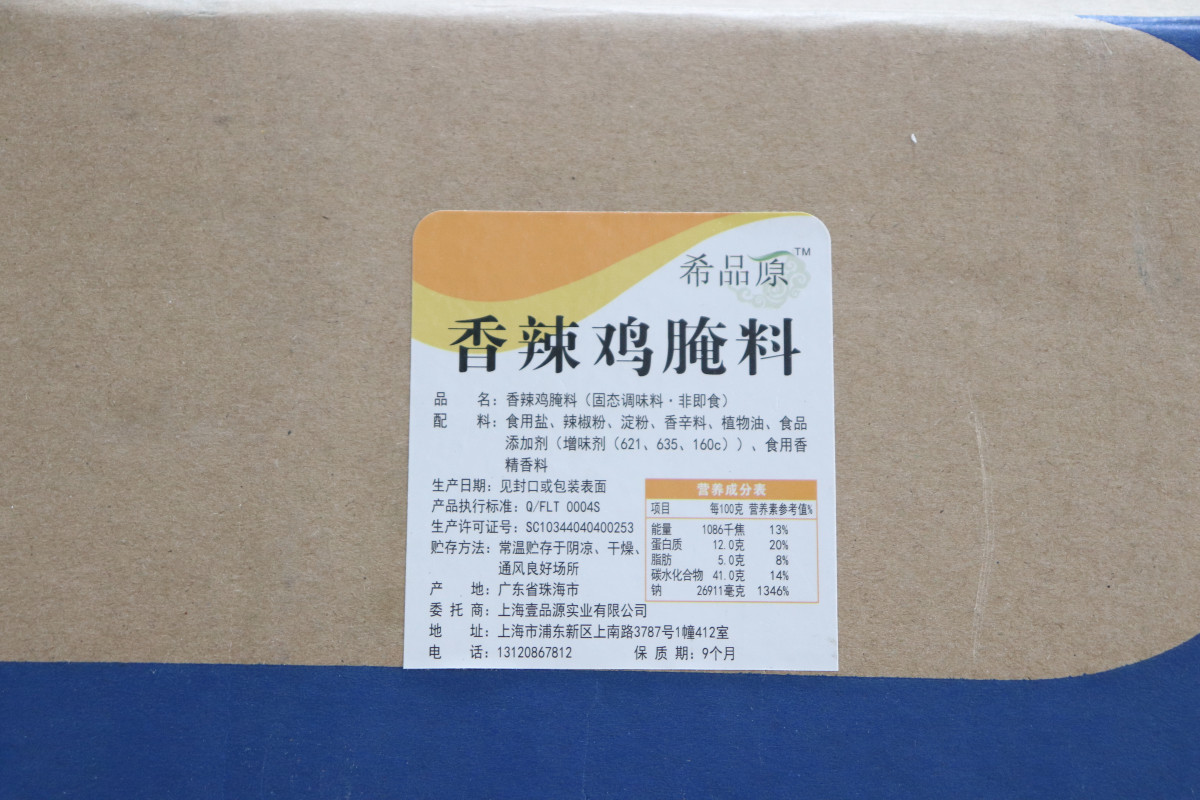 希品原™
香辣鸡腌料
品　　名：香辣鸡腌料（固态调味料·非即食）
配　　料：食用盐、辣椒粉、淀粉、香辛料、植物油、食品
添加剂（增味剂（621、635、160c））、食用香
精香料
生产日期：见封口或包装表面
产品执行标准：Q/FLT 0004S
生产许可证号：SC10344040400253
贮存方法：常温贮存于阴凉、干燥、
通风良好场所
产　　地：广东省珠海市
委 托 商：上海壹品源实业有限公司
地　　址：上海市浦东新区上南路3787号1幢412室
电　　话：13120867812　　保 质 期：9个月
营养成分表
项目　每100克　营养素参考值%
能量　1086千焦　13%
蛋白质　12.0克　20%
脂肪　5.0克　8%
碳水化合物　41.0克　14%
钠　26911毫克　1346%